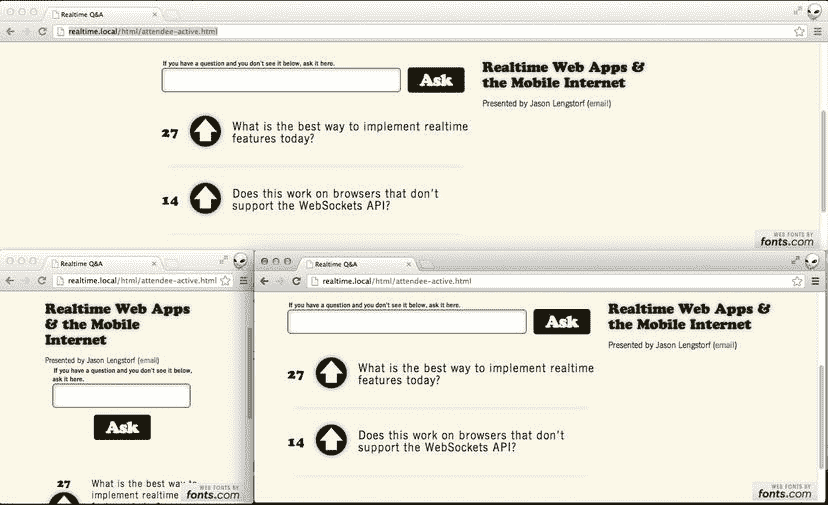 Realtime Q&A
realtime.local/html/attendee-active.html
If you have a question and you don't see it below, ask it here.
Ask
27
What is the best way to implement realtime
features today?
14
Does this work on browsers that don't
support the WebSockets API?
Realtime Web Apps &
the Mobile Internet
Presented by Jason Lengstorf (email)
WEB FONTS BY
fonts.com
Realtime Q&A
realtime.local/html/attendee-active.html
Realtime Web Apps
& the Mobile
Internet
Presented by Jason Lengstorf (email)
If you have a question and you don't see it below,
ask it here.
Ask
27
What is the best way to
implement realtime
WEB FONTS BY
fonts.com
Realtime Q&A
realtime.local/html/attendee-active.html
If you have a question and you don't see it below, ask it here.
Ask
27
What is the best way to implement realtime
features today?
14
Does this work on browsers that don't
support the WebSockets API?
Realtime Web Apps &
the Mobile Internet
Presented by Jason Lengstorf (email)
WEB FONTS BY
fonts.com